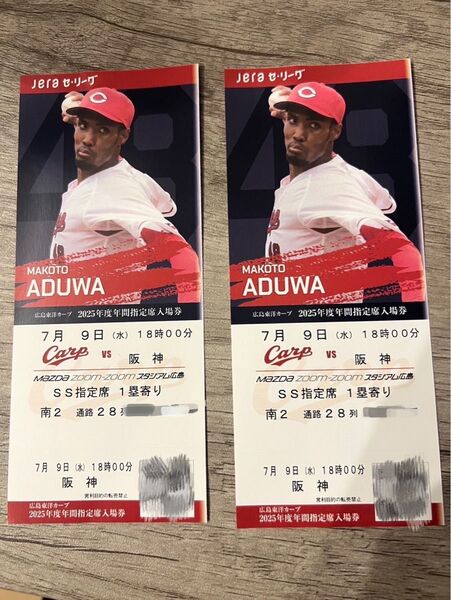 Jera セ・リーグ
MAKOTO
ADUWA
広島東洋カープ 2025年度年間指定席入場券
7月 9日(水) 18時00分
Carp vs 阪神
MAZDA ZOOM-ZOOM スタジアム広島
SS指定席 1塁寄り
南2 通路28列
7月 9日(水) 18時00分
阪神
営利目的の転売禁止
広島東洋カープ
2025年度年間指定席入場券
Jera セ・リーグ
MAKOTO
ADUWA
広島東洋カープ 2025年度年間指定席入場券
7月 9日(水) 18時00分
Carp vs 阪神
MAZDA ZOOM-ZOOM スタジアム広島
SS指定席 1塁寄り
南2 通路28列
7月 9日(水) 18時00分
阪神
営利目的の転売禁止
広島東洋カープ
2025年度年間指定席入場券